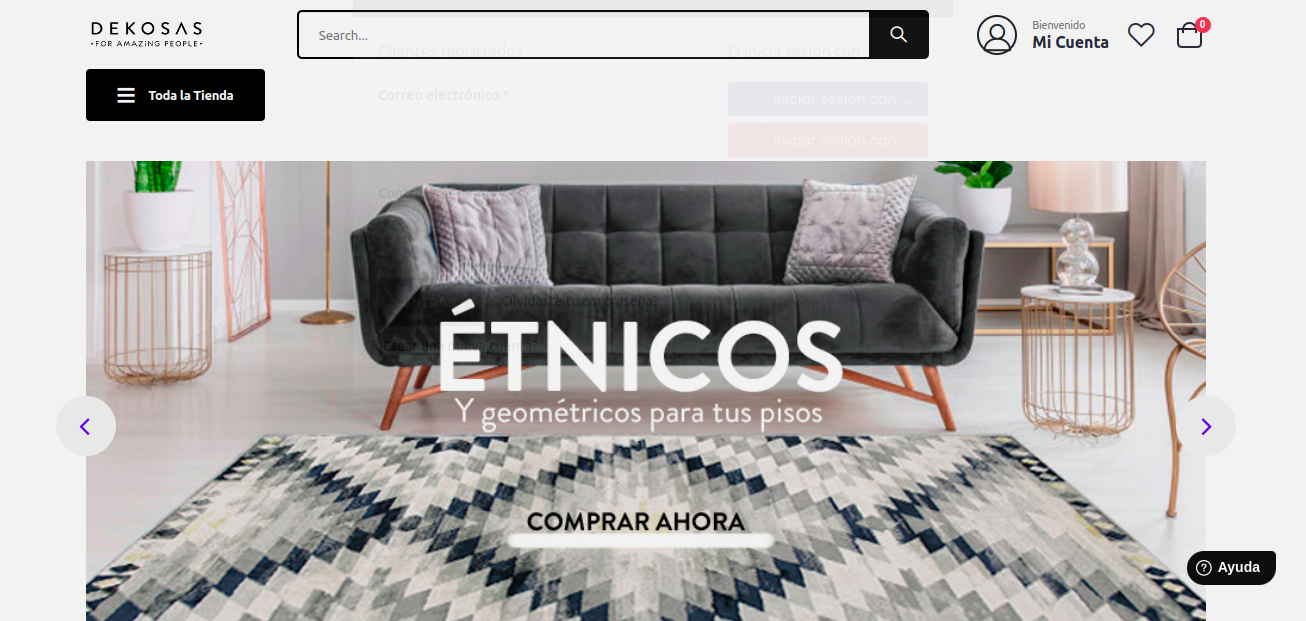 DEKOSAS
•FOR AMAZiNG PEOPLE•
Search...
Bienvenido
Mi Cuenta
0
Toda la Tienda
Clientes registrados
O inicia sesión con
Correo electrónico *
Iniciar sesión con ...
Iniciar sesión con ...
¿Olvidaste tu contraseña?
¿Crear una nueva cuenta?
ÉTNICOS
Y geométricos para tus pisos
COMPRAR AHORA
Ayuda